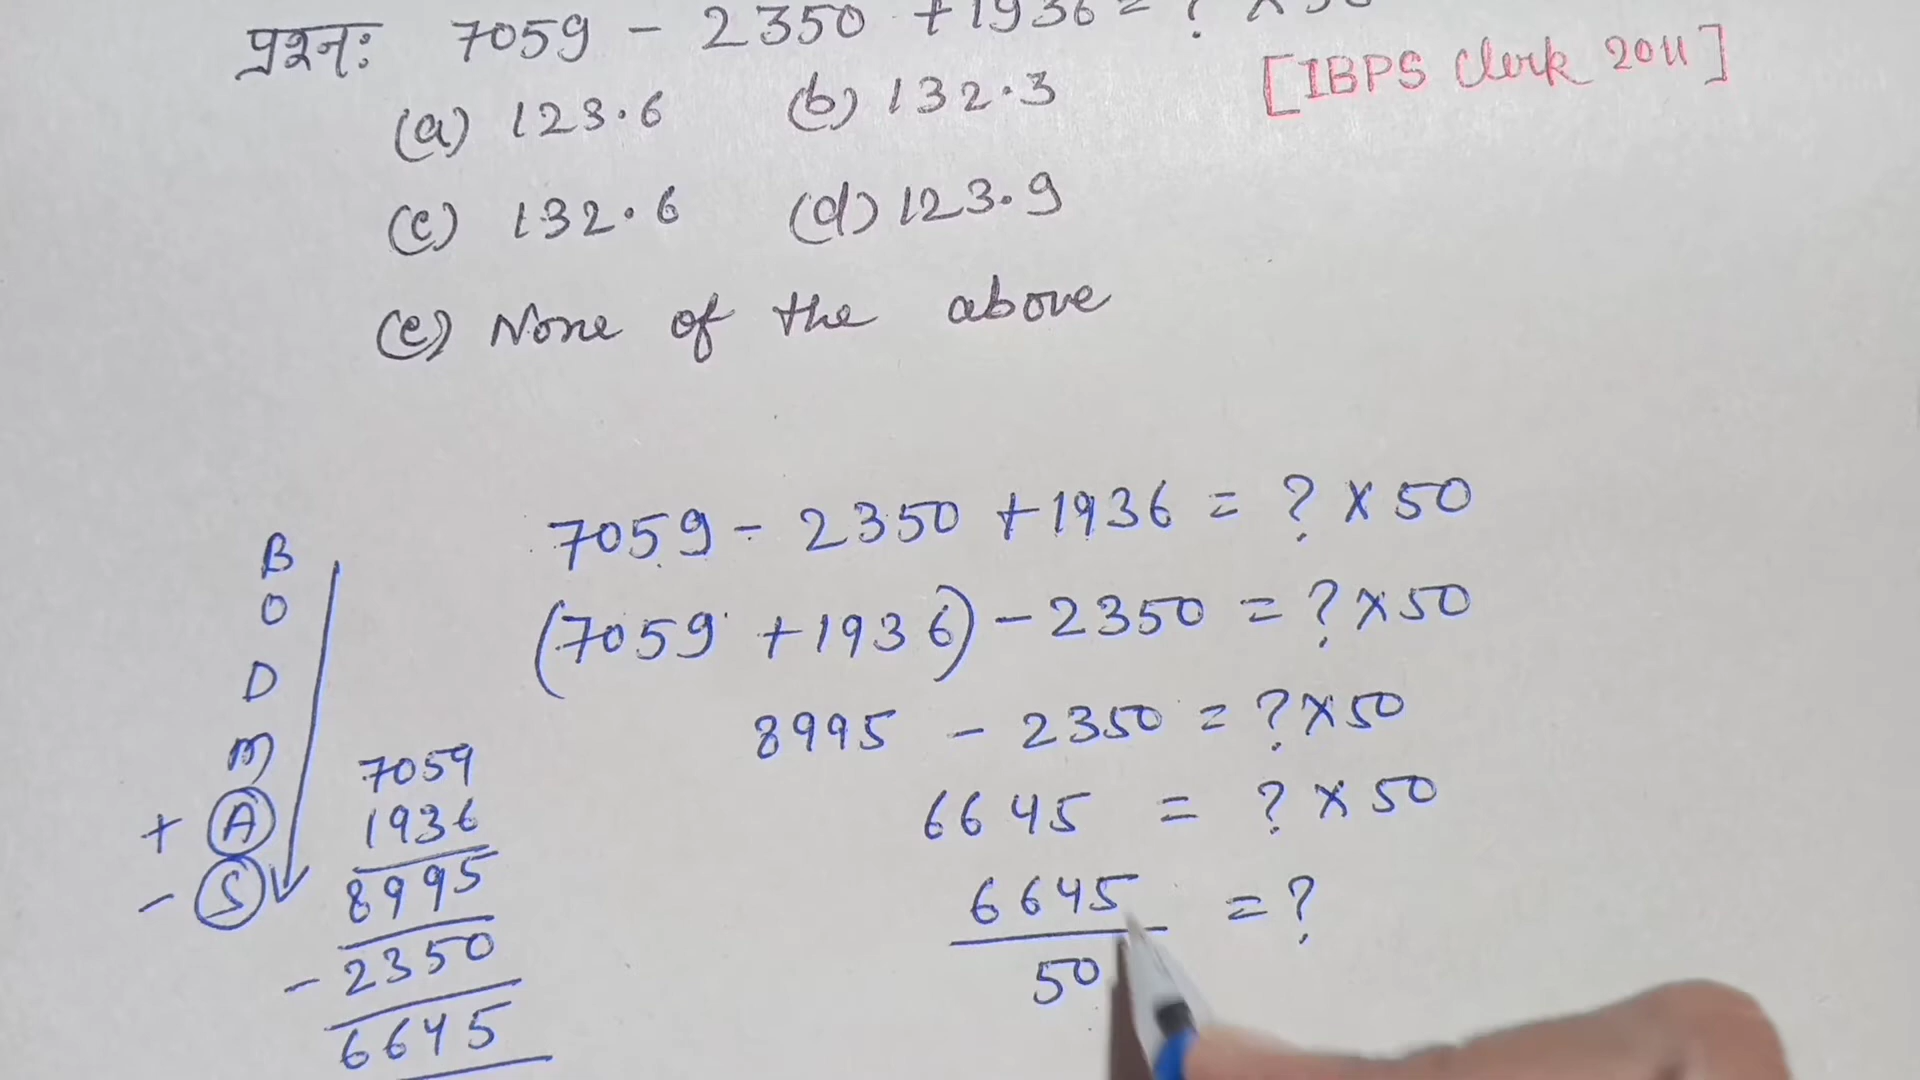 प्रश्न: 7059 - 2350 + 1936 = ? × 50
[IBPS Clerk 2011]
(a) 123.6 (b) 132.3
(c) 132.6 (d) 123.9
(e) None of the above
7059 - 2350 + 1936 = ? × 50
(7059 + 1936) - 2350 = ? × 50
8995 - 2350 = ? × 50
6645 = ? × 50
6645 = ?
50
B
O
D
M
+ A
- S
7059
1936
8995
- 2350
6645